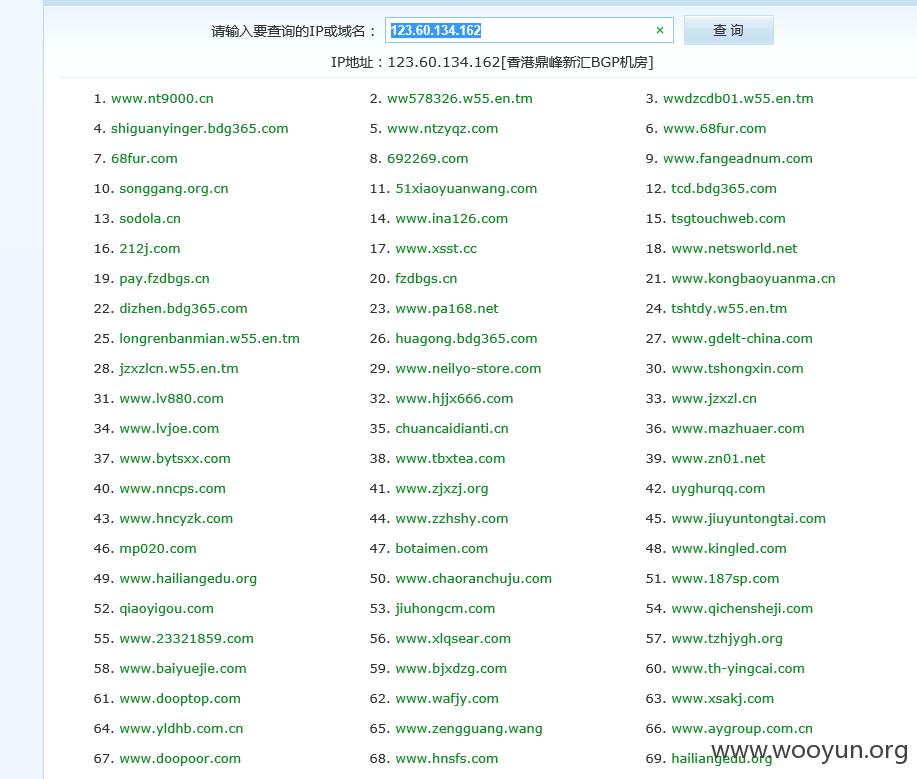 请输入要查询的IP或域名： 123.60.134.162 × 查 询
IP地址：123.60.134.162[香港鼎峰新汇BGP机房]
1. www.nt9000.cn 2. ww578326.w55.en.tm 3. wwdzcdb01.w55.en.tm
4. shiguanyinger.bdg365.com 5. www.ntzyqz.com 6. www.68fur.com
7. 68fur.com 8. 692269.com 9. www.fangeadnum.com
10. songgang.org.cn 11. 51xiaoyuanwang.com 12. tcd.bdg365.com
13. sodola.cn 14. www.ina126.com 15. tsgtouchweb.com
16. 212j.com 17. www.xsst.cc 18. www.netsworld.net
19. pay.fzdbgs.cn 20. fzdbgs.cn 21. www.kongbaoyuanma.cn
22. dizhen.bdg365.com 23. www.pa168.net 24. tshtdy.w55.en.tm
25. longrenbanmian.w55.en.tm 26. huagong.bdg365.com 27. www.gdelt-china.com
28. jzxzlcn.w55.en.tm 29. www.neilyo-store.com 30. www.tshongxin.com
31. www.lv880.com 32. www.hjjx666.com 33. www.jzxzl.cn
34. www.lvjoe.com 35. chuancaidianti.cn 36. www.mazhuaer.com
37. www.bytsxx.com 38. www.tbxtea.com 39. www.zn01.net
40. www.nncps.com 41. www.zjxzj.org 42. uyghurqq.com
43. www.hncyzk.com 44. www.zzhshy.com 45. www.jiuyuntongtai.com
46. mp020.com 47. botaimen.com 48. www.kingled.com
49. www.hailiangedu.org 50. www.chaoranchuju.com 51. www.187sp.com
52. qiaoyigou.com 53. jiuhongcm.com 54. www.qichensheji.com
55. www.23321859.com 56. www.xlqsear.com 57. www.tzhjygh.org
58. www.baiyuejie.com 59. www.bjxdzg.com 60. www.th-yingcai.com
61. www.dooptop.com 62. www.wafjy.com 63. www.xsakj.com
64. www.yldhb.com.cn 65. www.zengguang.wang 66. www.aygroup.com.cn
67. www.doopoor.com 68. www.hnsfs.com 69. hailiangedu.org
www.wooyun.org